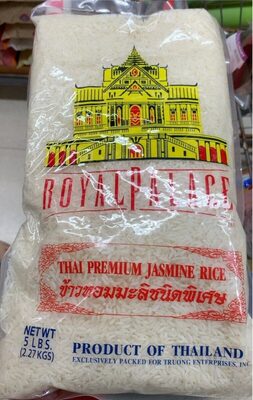 ROYAL PALACE
THAI PREMIUM JASMINE RICE
ข้าวหอมมะลิชนิดพิเศษ
NET WT
5 LBS.
(2.27 KGS)
PRODUCT OF THAILAND
EXCLUSIVELY PACKED FOR TRUONG ENTERPRISES, INC.